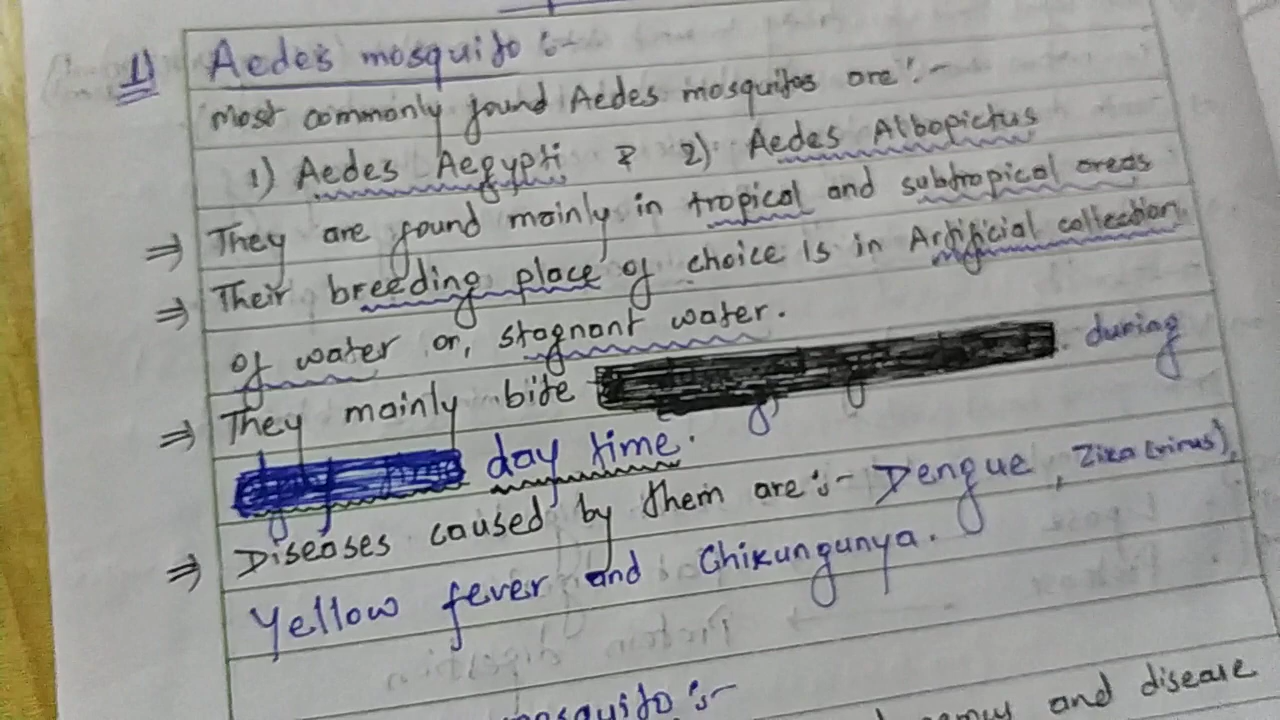 1) Aedes mosquito :-
Most commonly found Aedes mosquitos are :-
1) Aedes Aegypti & 2) Aedes Albopictus
⇒ They are found mainly in tropical and subtropical areas
⇒ Their breeding place of choice is in Artificial collection
of water or, stagnant water.
⇒ They mainly bite during
day time.
⇒ Diseases caused by them are :- Dengue, Zika (virus),
Yellow fever and Chikungunya.
mosquito :-
and disease